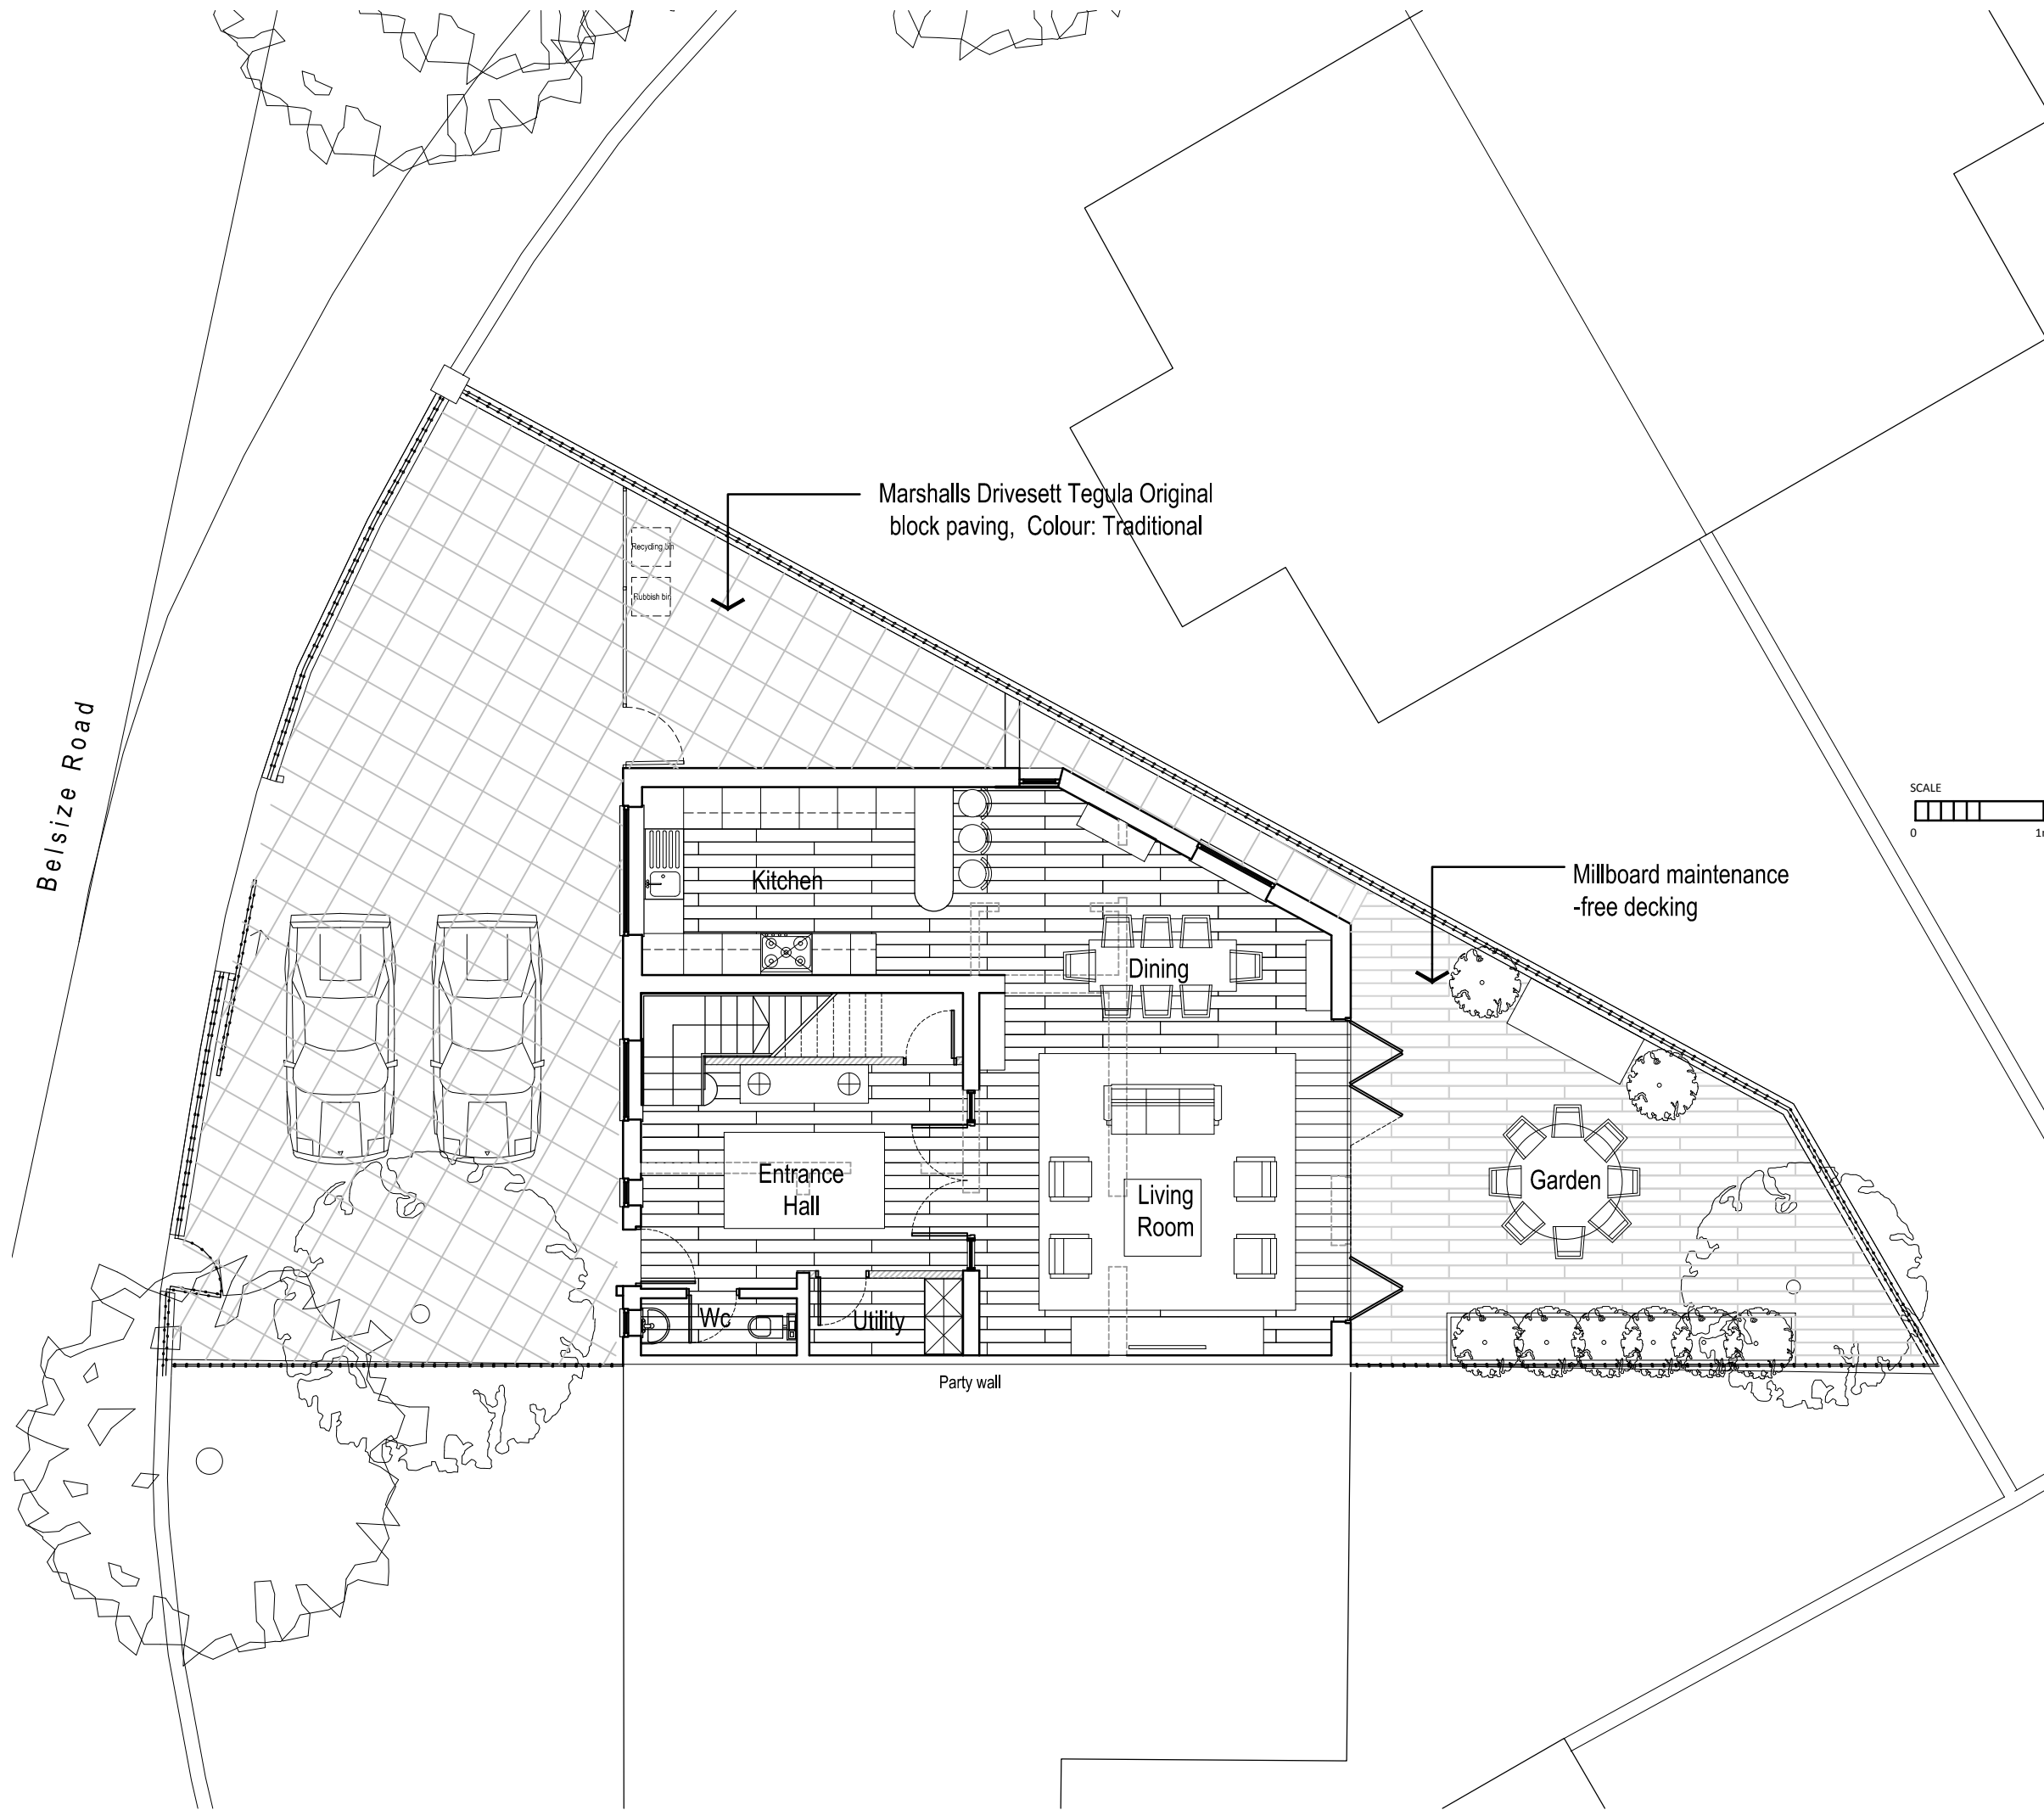 Marshalls Drivesett Tegula Original
block paving, Colour: Traditional
Recycling bin
Rubbish bin
Belsize Road
SCALE
0
Kitchen
Millboard maintenance
-free decking
Dining
Entrance
Hall
Living
Room
Garden
Wc
Utility
Party wall